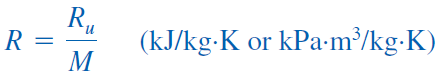 R = R_u / M (kJ/kg·K or kPa·m³/kg·K)